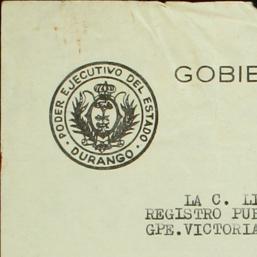 PODER EJECUTIVO DEL ESTADO
DURANGO
GOBIE
LA C. LI
REGISTRO PUB
GPE.VICTORIA